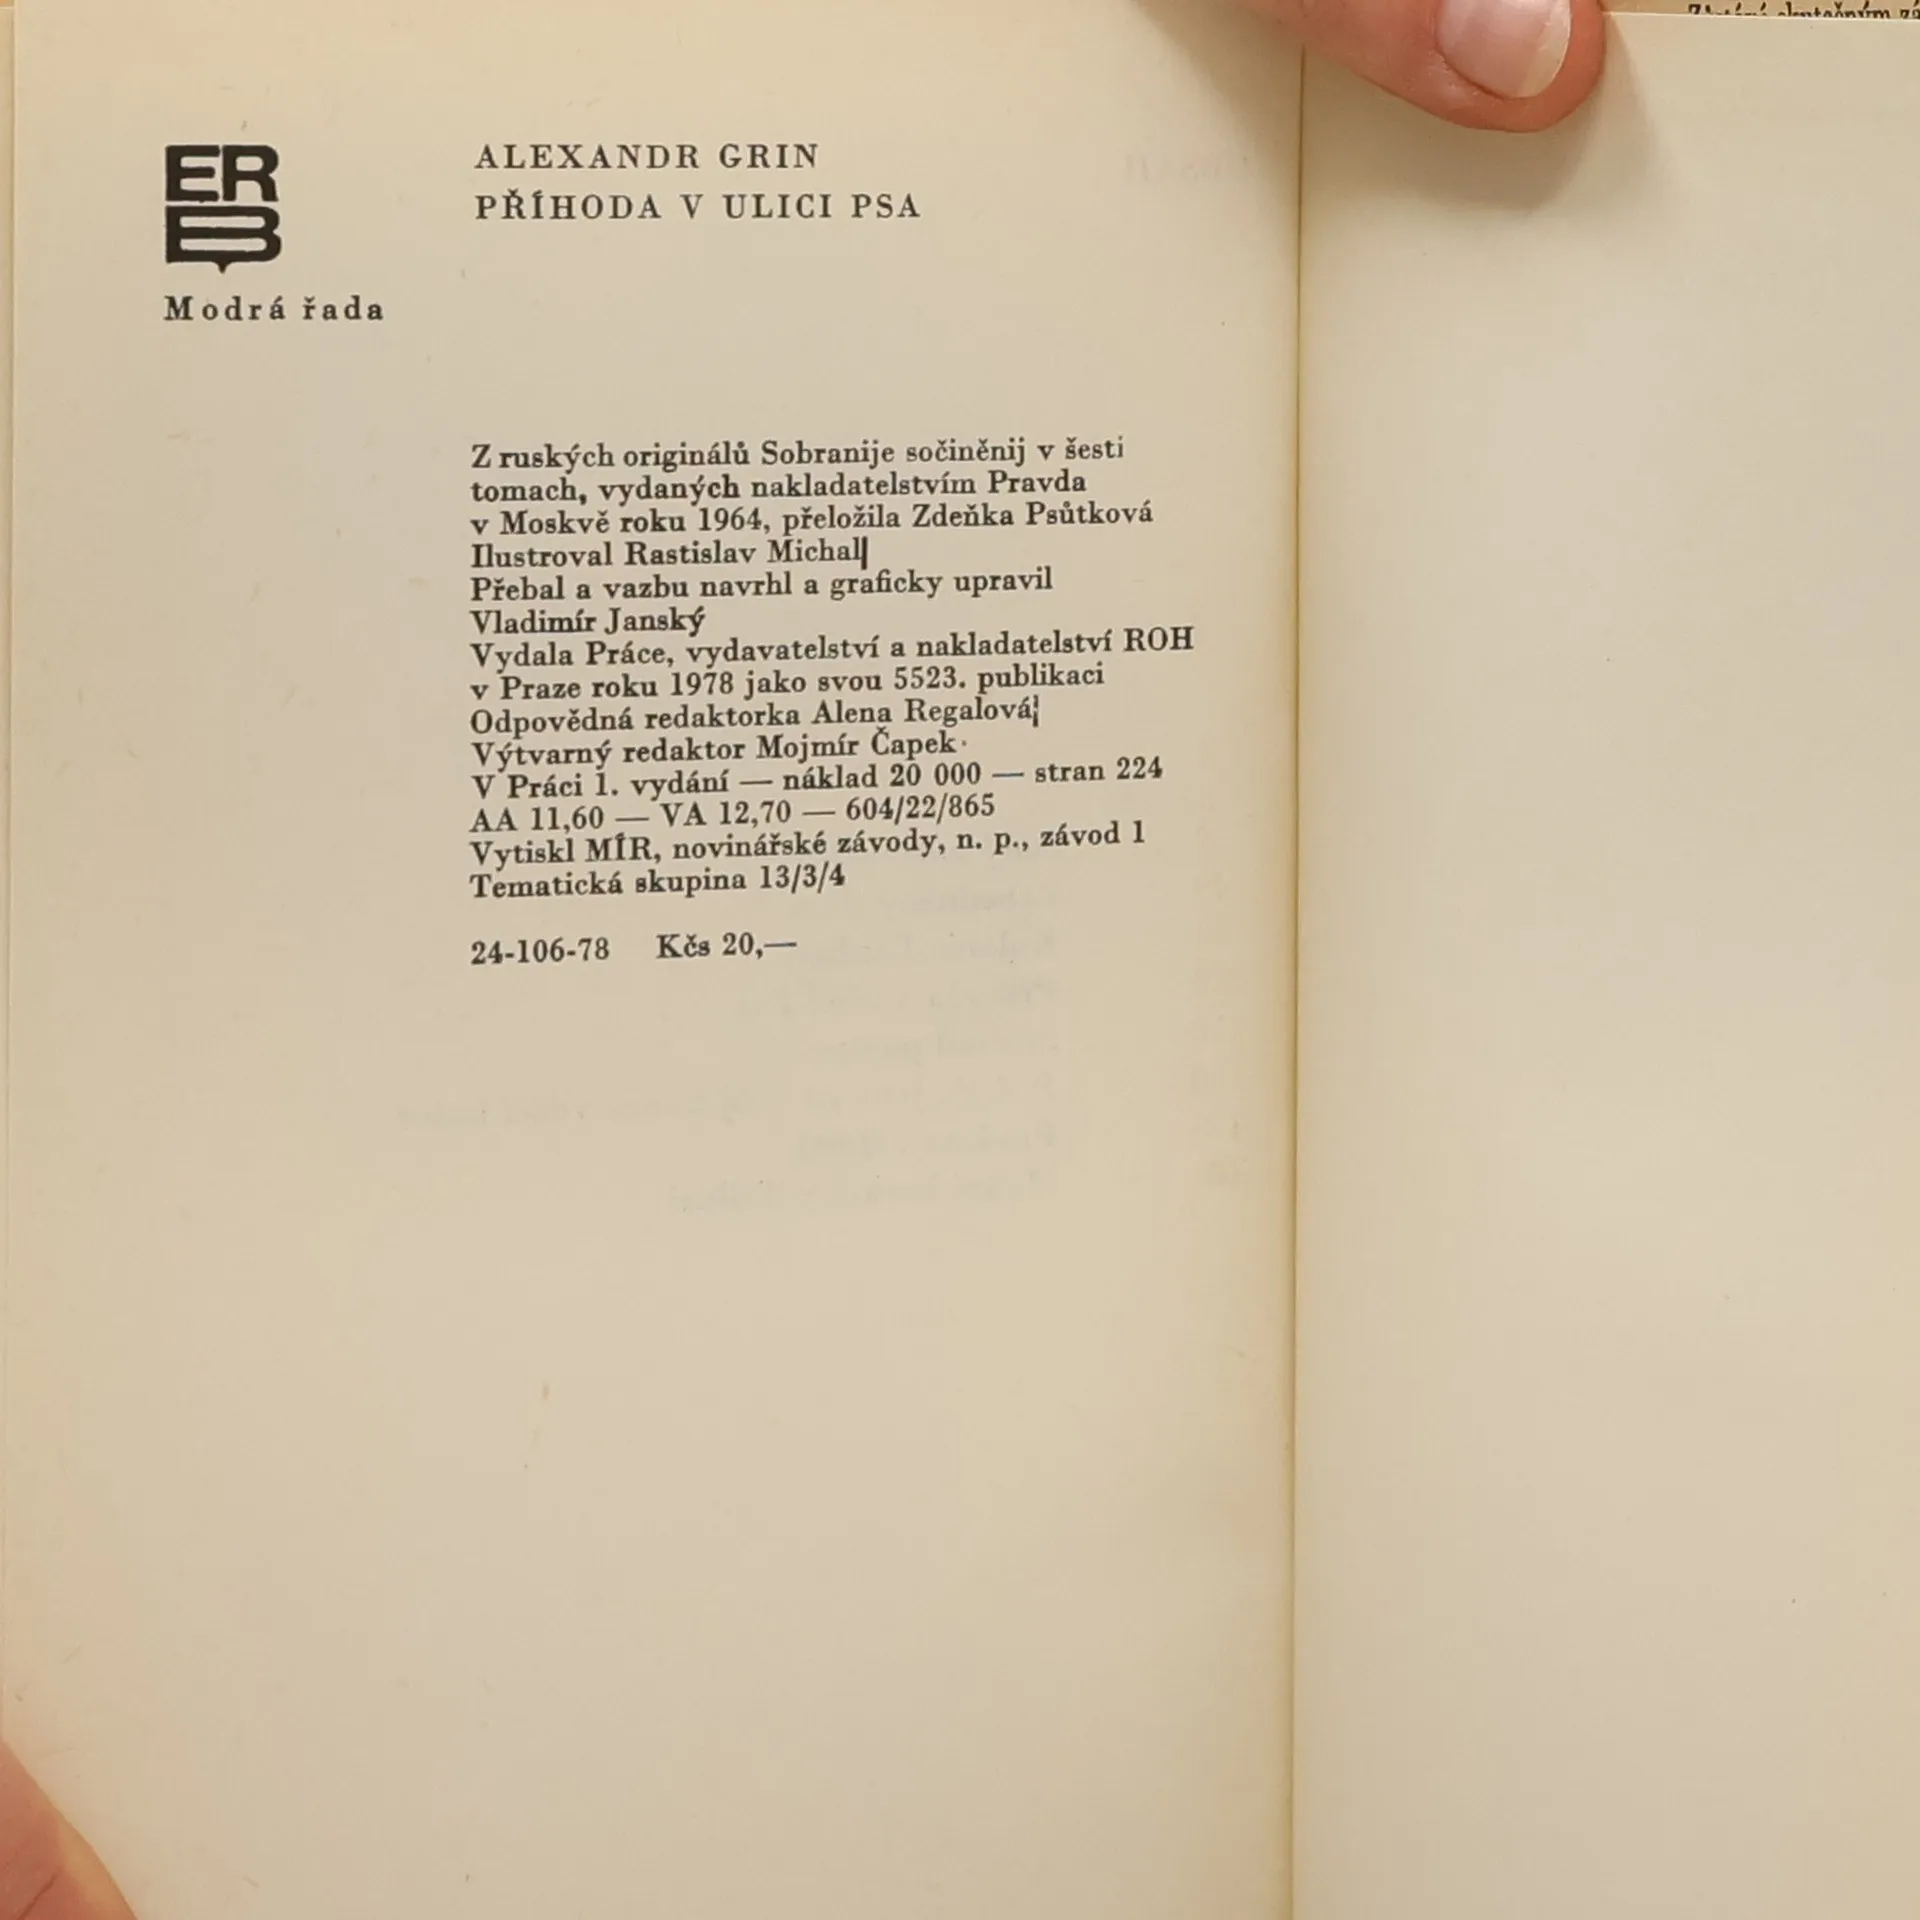 ERB
Modrá řada
ALEXANDR GRIN
PŘÍHODA V ULICI PSA
Z ruských originálů Sobranije sočiněnij v šesti
tomach, vydaných nakladatelstvím Pravda
v Moskvě roku 1964, přeložila Zdeňka Psůtková
Ilustroval Rastislav Michal
Přebal a vazbu navrhl a graficky upravil
Vladimír Janský
Vydala Práce, vydavatelství a nakladatelství ROH
v Praze roku 1978 jako svou 5523. publikaci
Odpovědná redaktorka Alena Regalová
Výtvarný redaktor Mojmír Čapek
V Práci 1. vydání — náklad 20 000 — stran 224
AA 11,60 — VA 12,70 — 604/22/865
Vytiskl MÍR, novinářské závody, n. p., závod 1
Tematická skupina 13/3/4
24-106-78 Kčs 20,—